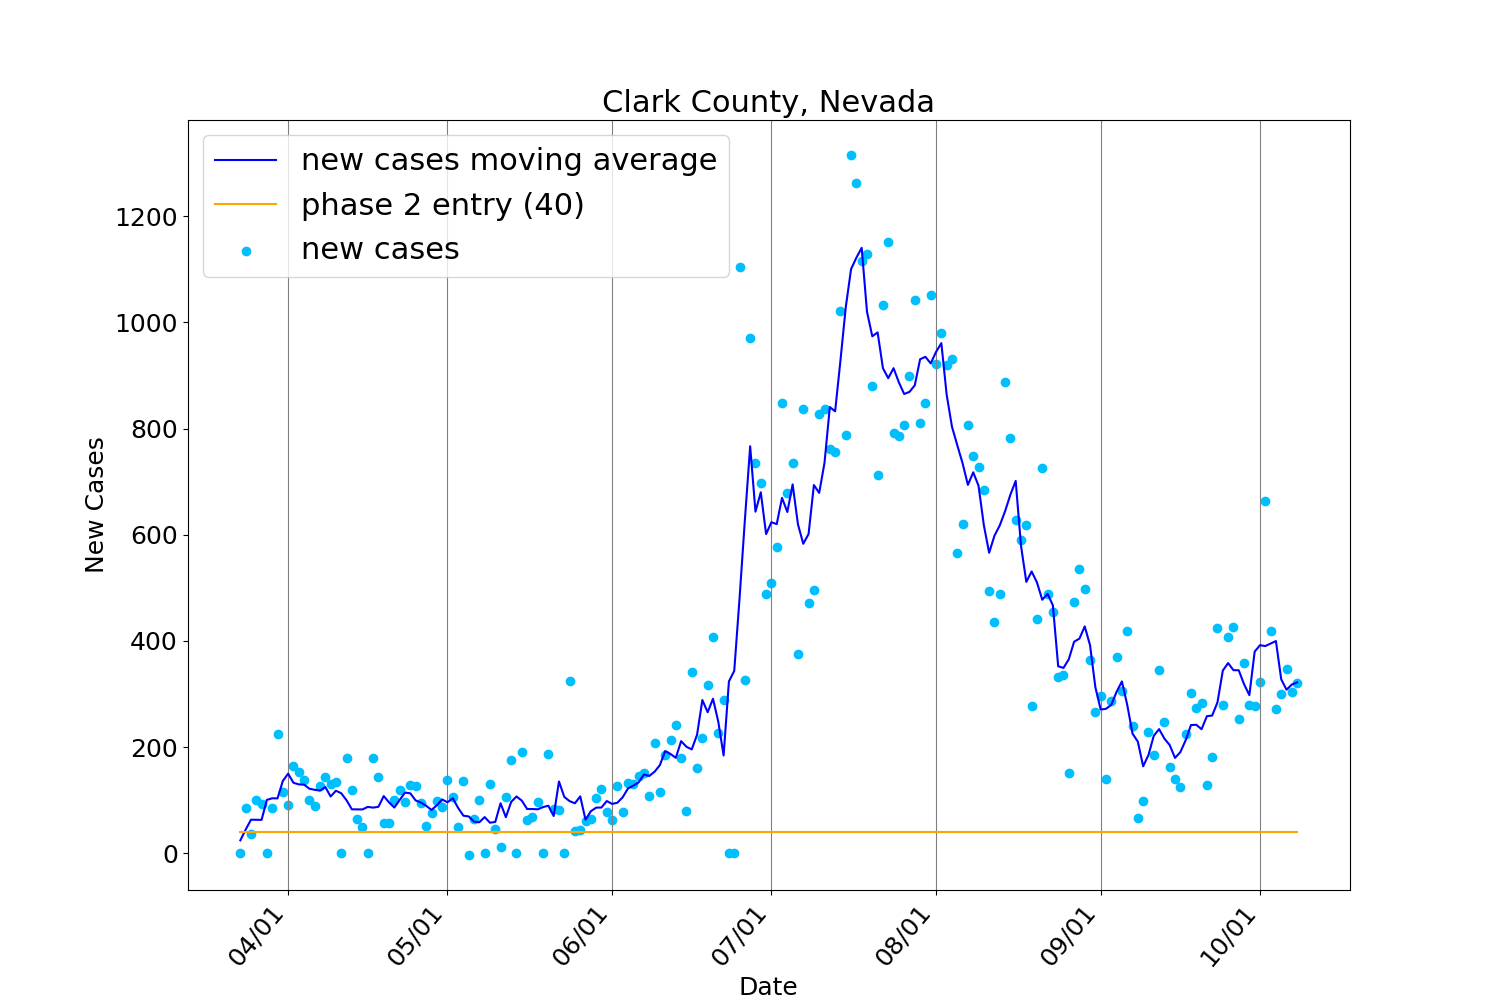 Clark County, Nevada
new cases moving average
phase 2 entry (40)
new cases
New Cases
1200
1000
800
600
400
200
0
04/01
05/01
06/01
07/01
08/01
09/01
10/01
Date